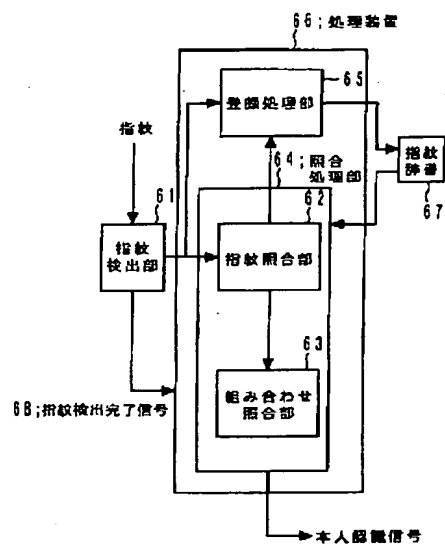 66;処理装置
65
登録処理部
指紋
64;照合
処理部
指紋
辞書
67
61
62
指紋
検出部
指紋照合部
63
組み合わせ
照合部
68;指紋検出完了信号
本人認識信号